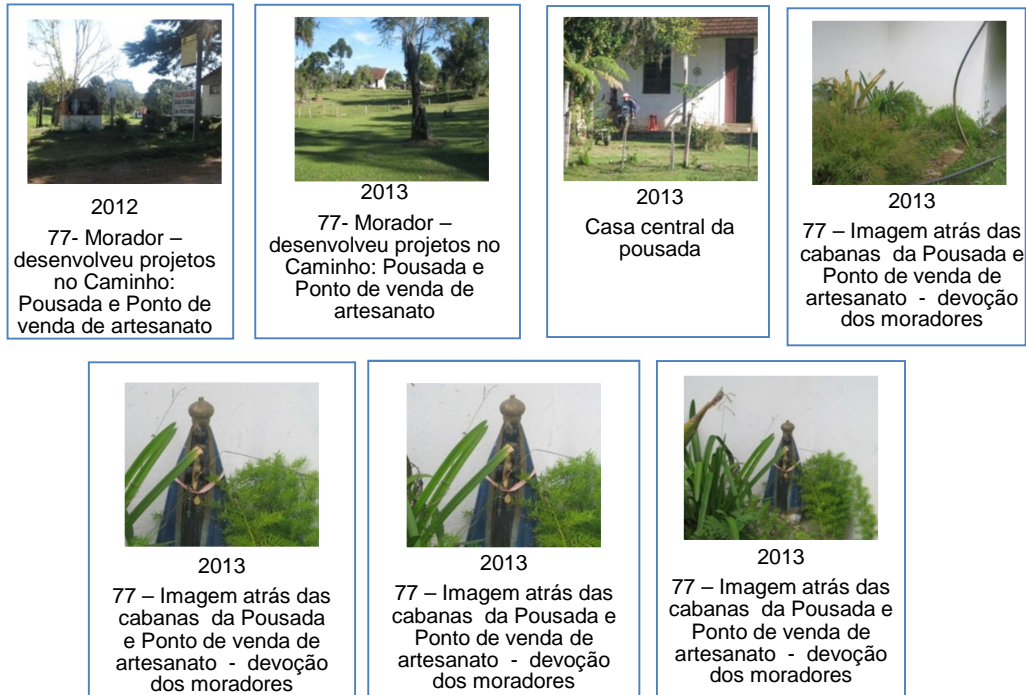 2012
77- Morador –
desenvolveu projetos
no Caminho:
Pousada e Ponto de
venda de artesanato
2013
77- Morador –
desenvolveu projetos no
Caminho: Pousada e
Ponto de venda de
artesanato
2013
Casa central da
pousada
2013
77 – Imagem atrás das
cabanas da Pousada e
Ponto de venda de
artesanato - devoção
dos moradores
2013
77 – Imagem atrás das
cabanas da Pousada
e Ponto de venda de
artesanato - devoção
dos moradores
2013
77 – Imagem atrás das
cabanas da Pousada e
Ponto de venda de
artesanato - devoção
dos moradores
2013
77 – Imagem atrás das
cabanas da Pousada e
Ponto de venda de
artesanato - devoção
dos moradores